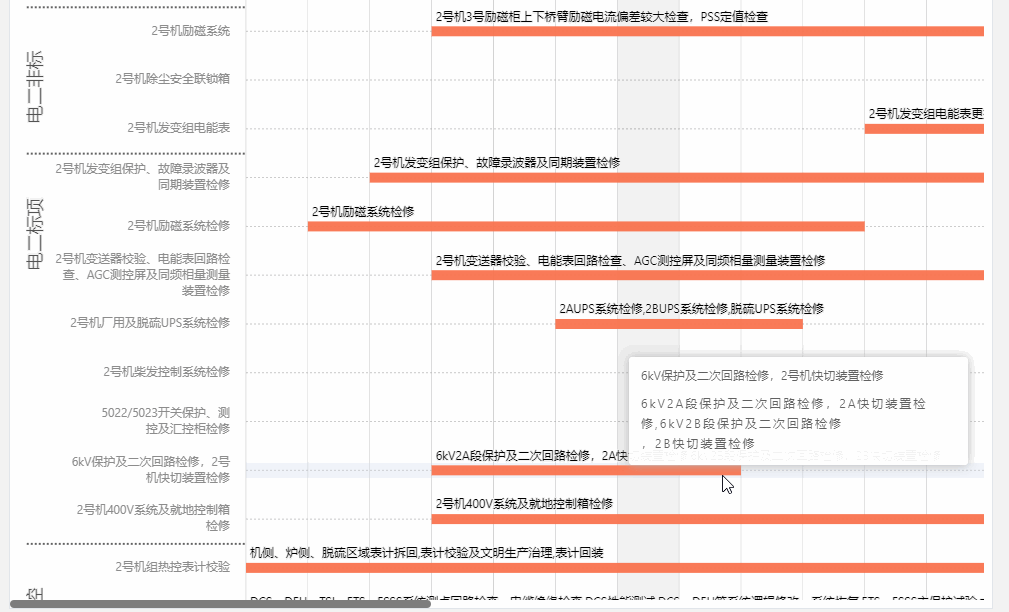 2号机3号励磁柜上下桥臂励磁电流偏差较大检查，PSS定值检查
2号机励磁系统
电二非标
2号机除尘安全联锁箱
2号机发变组电能表更
2号机发变组电能表
2号机发变组保护、故障录波器及同期装置检修
2号机发变组保护、故障录波器及
同期装置检修
电二标项
2号机励磁系统检修
2号机励磁系统检修
2号机变送器校验、电能表回路检查、AGC测控屏及同频相量测量装置检修
2号机变送器校验、电能表回路检
查、AGC测控屏及同频相量测量
装置检修
2AUPS系统检修,2BUPS系统检修,脱硫UPS系统检修
2号机厂用及脱硫UPS系统检修
2号机柴发控制系统检修
6kV保护及二次回路检修，2号机快切装置检修
6kV2A段保护及二次回路检修，2A快切装置检
修,6kV2B段保护及二次回路检修
，2B快切装置检修
5022/5023开关保护、测
控及汇控柜检修
6kV2A段保护及二次回路检修，2A快
6kV保护及二次回路检修，2号
机快切装置检修
2号机400V系统及就地控制箱检修
2号机400V系统及就地控制箱
检修
机侧、炉侧、脱硫区域表计拆回,表计校验及文明生产治理,表计回装
2号机组热控表计校验